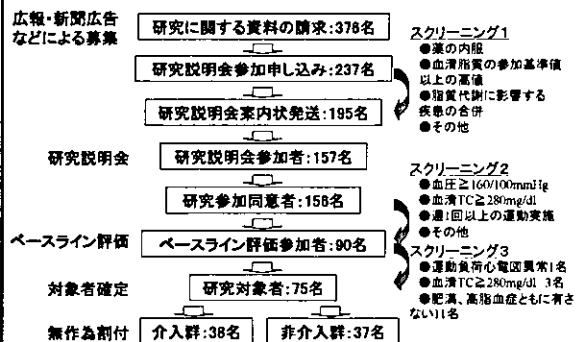 広報・新聞広告
などによる募集
研究に関する資料の請求:376名
研究説明会参加申し込み:237名
スクリーニング1
●薬の内服
●血清脂質の参加基準値
以上の高値
●脂質代謝に影響する
疾患の合併
●その他
研究説明会案内状発送:195名
研究説明会
研究説明会参加者:157名
研究参加同意者:156名
スクリーニング2
●血圧≧160/100mmHg
●血清TC≧280mg/dl
●週1回以上の運動実施
●その他
ベースライン評価
ベースライン評価参加者:90名
スクリーニング3
●運動負荷心電図異常1名
●血清TC≧280mg/dl 3名
●肥満、高脂血症ともに有さ
ない11名
対象者確定
研究対象者:75名
無作為割付
介入群:38名
非介入群:37名